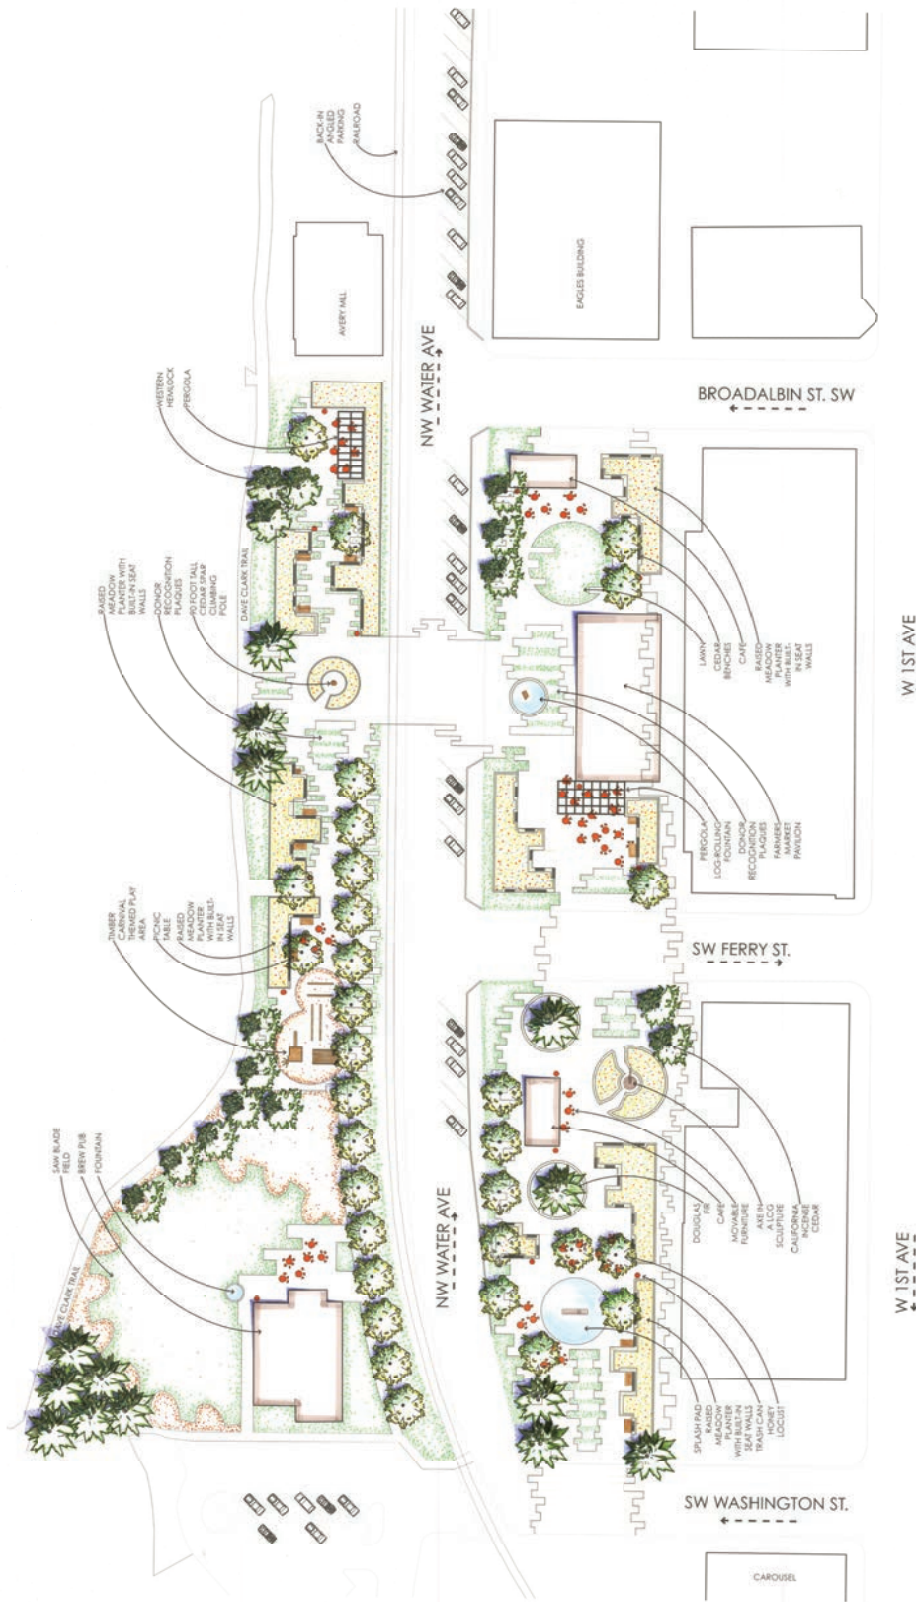 BACK-IN
ANGLED
PARKING
RAILROAD
AVERY MILL
EAGLES BUILDING
NW WATER AVE
BROADALBIN ST. SW
WESTERN
HEMLOCK
PERGOLA
RAISED
MEADOW
PLANTER WITH
BUILT-IN SEAT
WALLS
DONOR
RECOGNITION
PLAQUES
90 FOOT TALL
CEDAR SPAR
CLIMBING
POLE
DAVE CLARK TRAIL
LAWN
CEDAR
BENCHES
CAFE
RAISED
MEADOW
PLANTER
WITH BUILT-
IN SEAT
WALLS
W 1ST AVE
TIMBER
CARNIVAL
THEMED PLAY
AREA
PICNIC
TABLE
RAISED
MEADOW
PLANTER
WITH BUILT-
IN SEAT
WALLS
PERGOLA
LOG-ROLLING
FOUNTAIN
DONOR
RECOGNITION
PLAQUES
FARMERS
MARKET
PAVILION
SW FERRY ST.
SAW BLADE
FIELD
BREW PUB
FOUNTAIN
DAVE CLARK TRAIL
NW WATER AVE
DOUGLAS
FIR
CAFE
MOVABLE
FURNITURE
AXE IN
A LOG
SCULPTURE
CALIFORNIA
INCENSE
CEDAR
W 1ST AVE
SPLASH PAD
RAISED
MEADOW
PLANTER
WITH BUILT-IN
SEAT WALLS
TRASH CAN
HONEY
LOCUST
SW WASHINGTON ST.
CAROUSEL